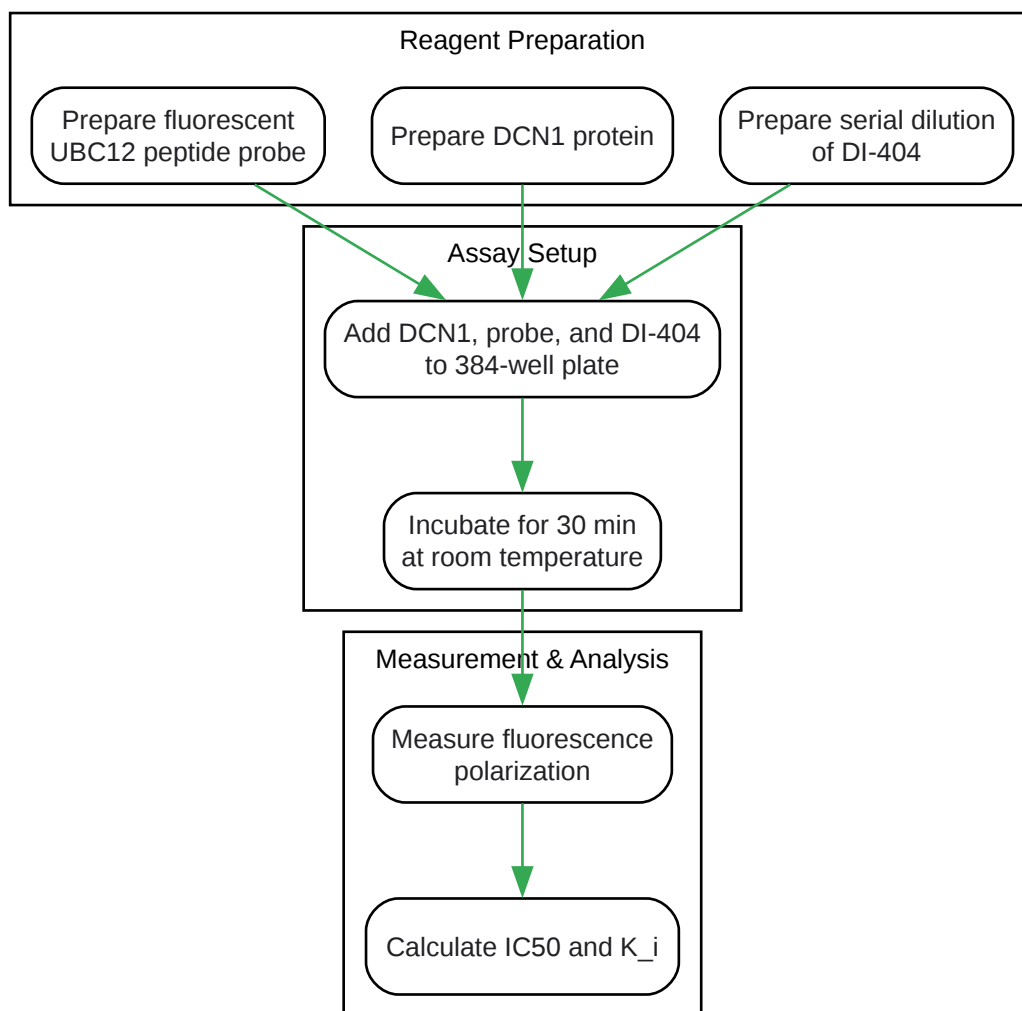 Reagent Preparation
Prepare fluorescent
UBC12 peptide probe
Prepare DCN1 protein
Prepare serial dilution
of DI-404
Assay Setup
Add DCN1, probe, and DI-404
to 384-well plate
Incubate for 30 min
at room temperature
Measurement & Analysis
Measure fluorescence
polarization
Calculate IC50 and K_i